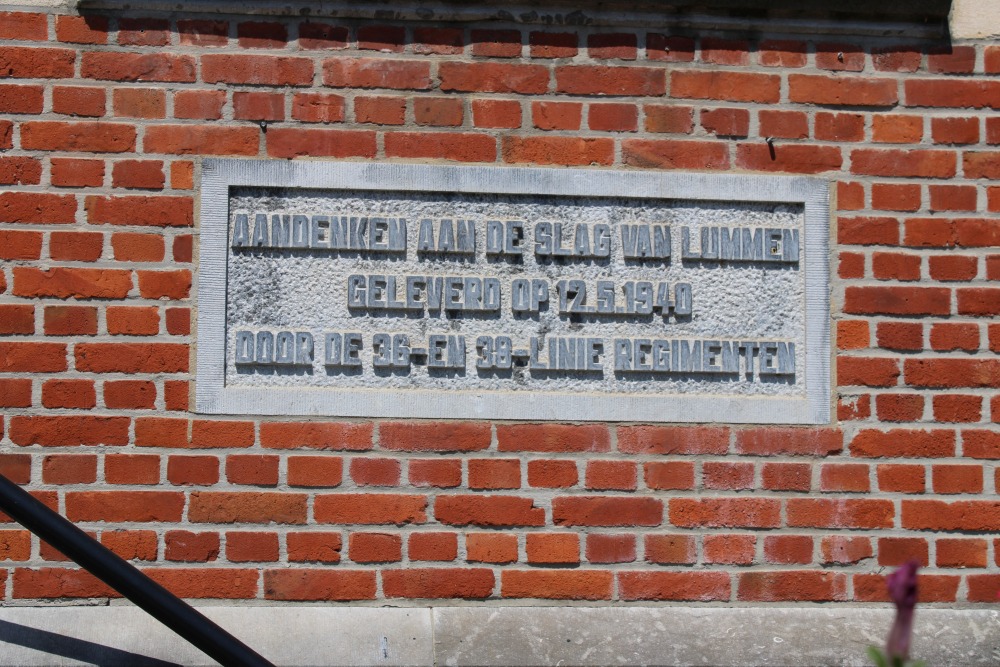 AANDENKEN AAN DE SLAG VAN LUMMEN
GELEVERD OP 12.5.1940
DOOR DE 36-EN 38-LINIE REGIMENTEN